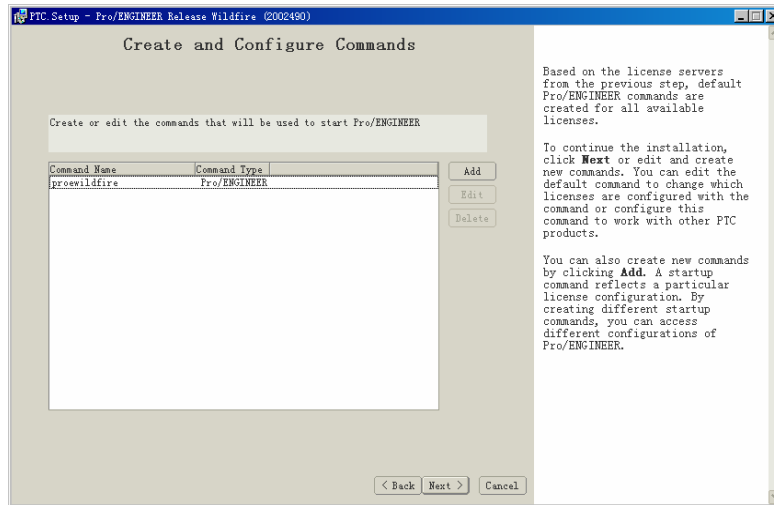 PTC.Setup - Pro/ENGINEER Release Wildfire (2002490)
Create and Configure Commands
Create or edit the commands that will be used to start Pro/ENGINEER
Command Name Command Type
proewildfire Pro/ENGINEER
Add
Edit
Delete
< Back Next > Cancel
Based on the license servers
from the previous step, default
Pro/ENGINEER commands are
created for all available
licenses.
To continue the installation,
click Next or edit and create
new commands. You can edit the
default command to change which
licenses are configured with the
command or configure this
command to work with other PTC
products.
You can also create new commands
by clicking Add. A startup
command reflects a particular
license configuration. By
creating different startup
commands, you can access
different configurations of
Pro/ENGINEER.